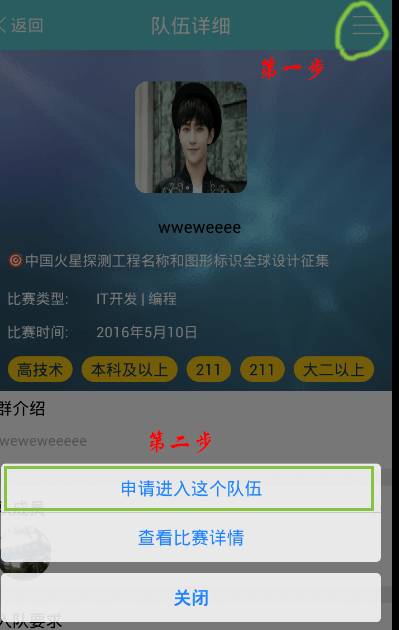 返回
队伍详细
第一步
wweweeee
中国火星探测工程名称和图形标识全球设计征集
比赛类型: IT开发 | 编程
比赛时间: 2016年5月10日
高技术 本科及以上 211 211 大二以上
群介绍
weweweeeee
第二步
申请进入这个队伍
成员
查看比赛详情
关闭
入队要求